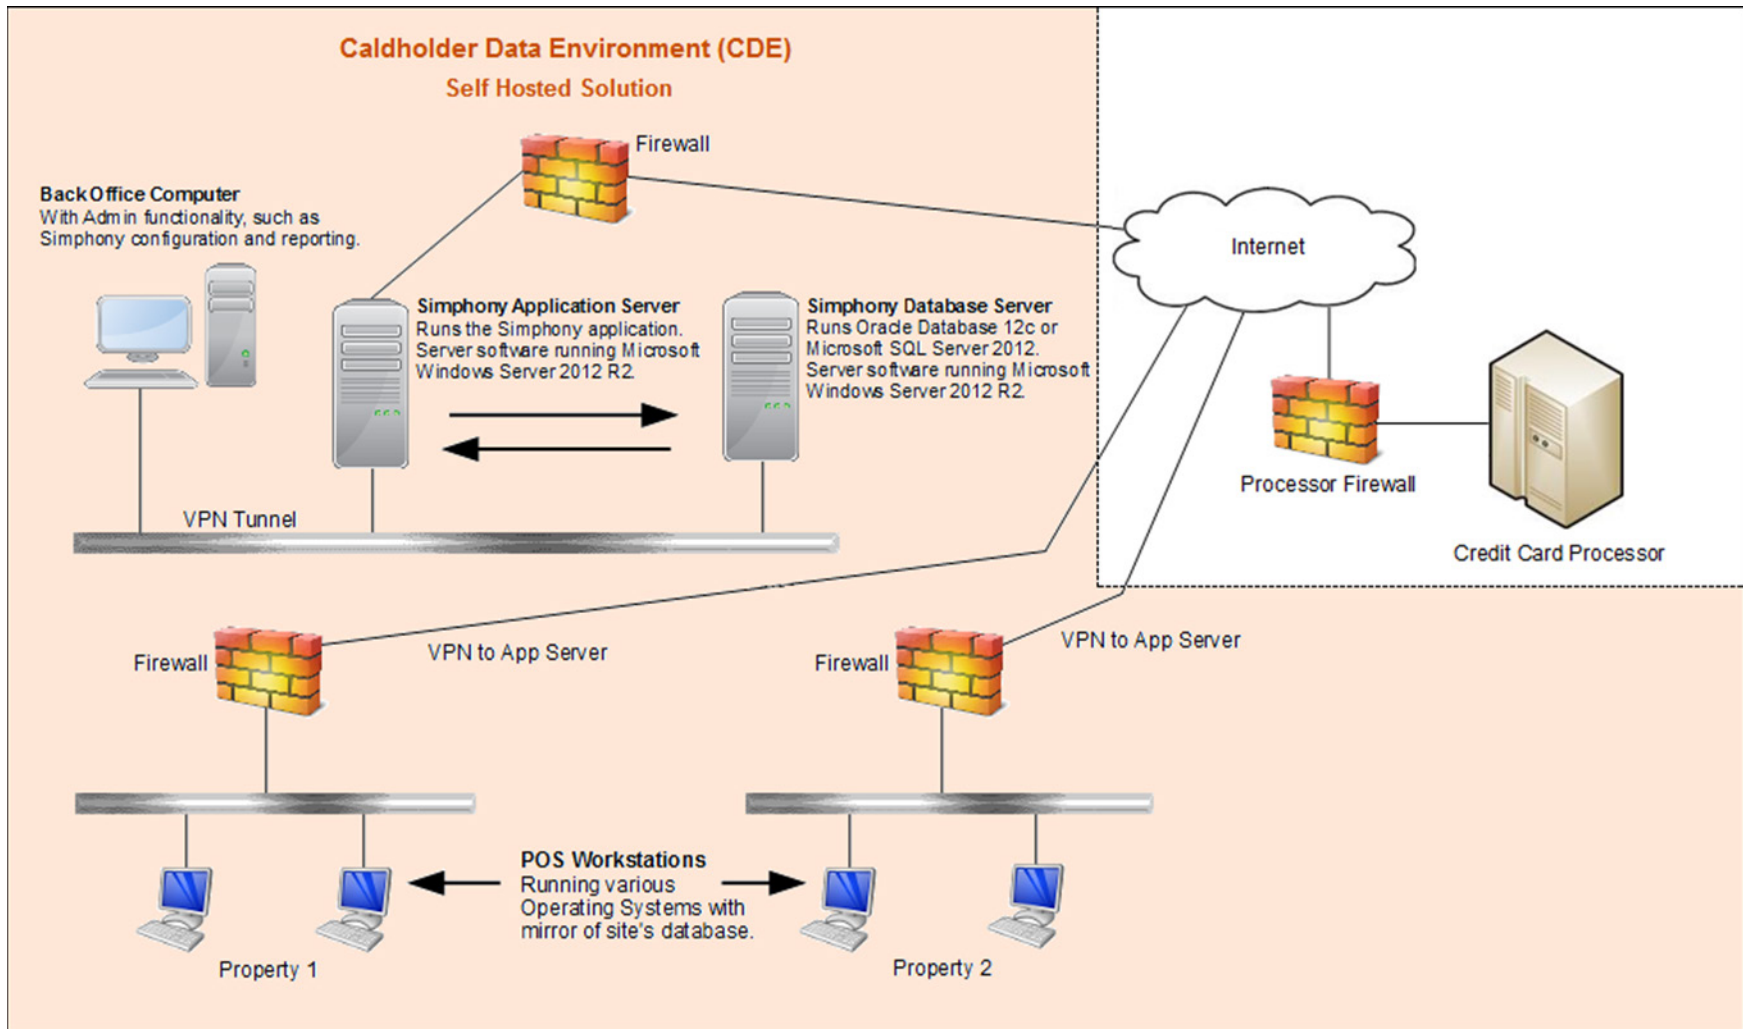 Caldholder Data Environment (CDE)
Self Hosted Solution
Firewall
Back Office Computer
With Admin functionality, such as
Simphony configuration and reporting.
Internet
Simphony Application Server
Runs the Simphony application.
Server software running Microsoft
Windows Server 2012 R2.
Simphony Database Server
Runs Oracle Database 12c or
Microsoft SQL Server 2012.
Server software running Microsoft
Windows Server 2012 R2.
Processor Firewall
Credit Card Processor
VPN Tunnel
Firewall
VPN to App Server
Firewall
VPN to App Server
POS Workstations
Running various
Operating Systems with
mirror of site's database.
Property 1
Property 2